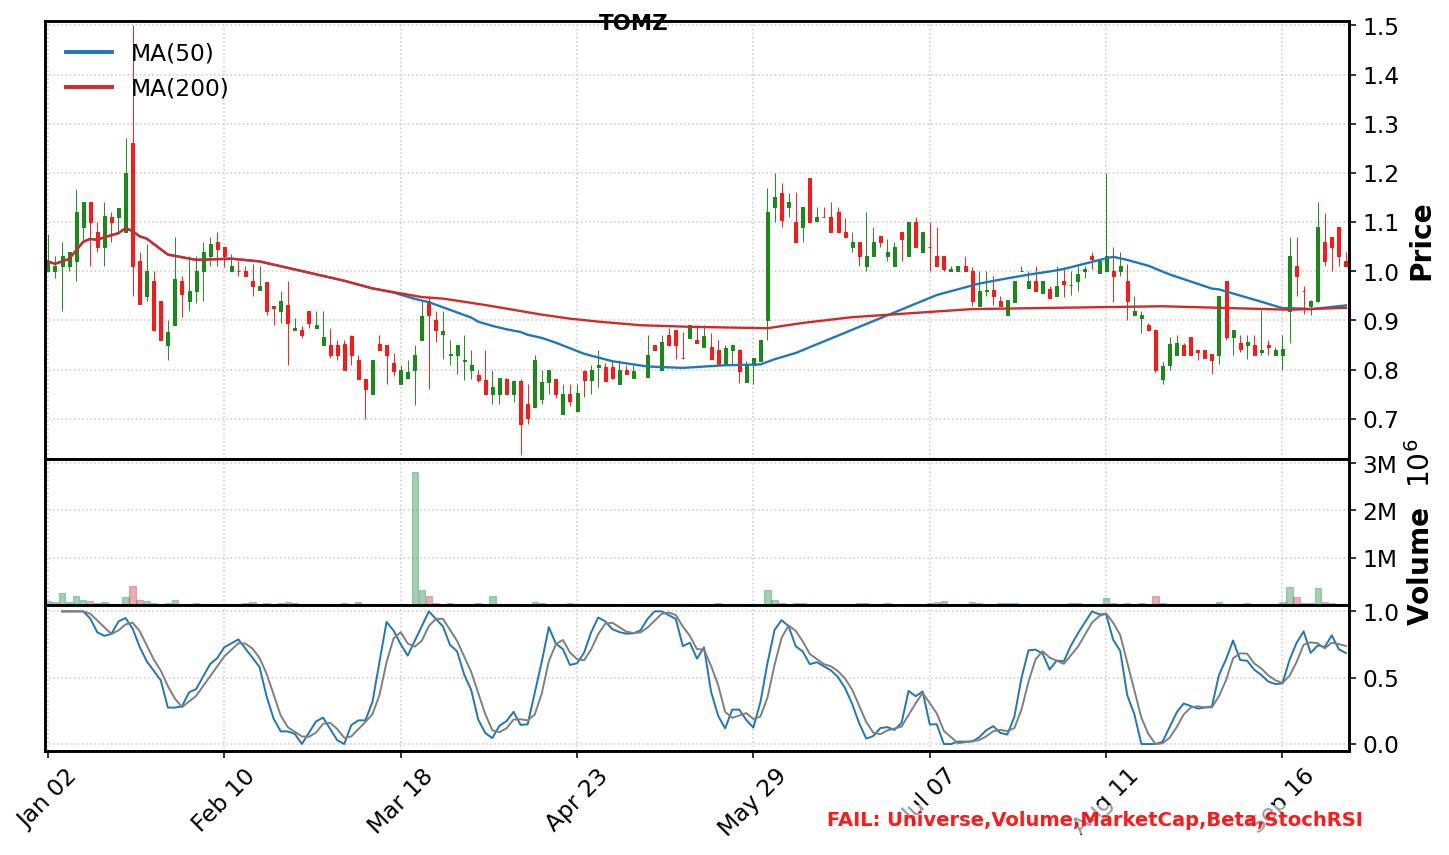 TOMZ
MA(50)
MA(200)
1.5
1.4
1.3
1.2
1.1
1.0
0.9
0.8
0.7
Price
3M
2M
1M
Volume 10^6
1.0
0.5
0.0
Jan 02
Feb 10
Mar 18
Apr 23
May 29
Jul 07
Aug 11
Sep 16
FAIL: Universe,Volume,MarketCap,Beta,StochRSI